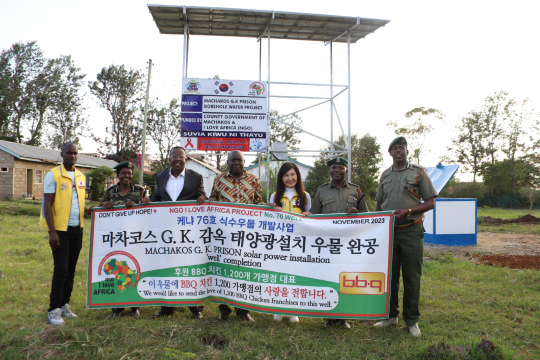 PROJECT:
MACHAKOS G.K PRISON
BOREHOLE WATER PROJECT
FUNDED BY
COUNTY GOVERNMENT
of MACHAKOS
&
I LOVE AFRICA (NGO)
SUVIA KIWU NI THAYU
DON'T GIVE UP HOPE!
NGO I LOVE AFRICA PROJECT No. 76
NOVEMBER 2023
케냐 76호 식수우물 개발사업
마차코스 G. K. 감옥 태양광설치 우물 완공
MACHAKOS G.K. PRISON solar power installation
well' completion
후원 BBQ 치킨 1,200개 가맹점 대표
"이우물에 BBQ 치킨 1,200 가맹점의 사랑을 전합니다."
"We would like to send the love of 1,200 BBQ Chicken franchises to this well.
I LOVE
AFRICA
bb.q